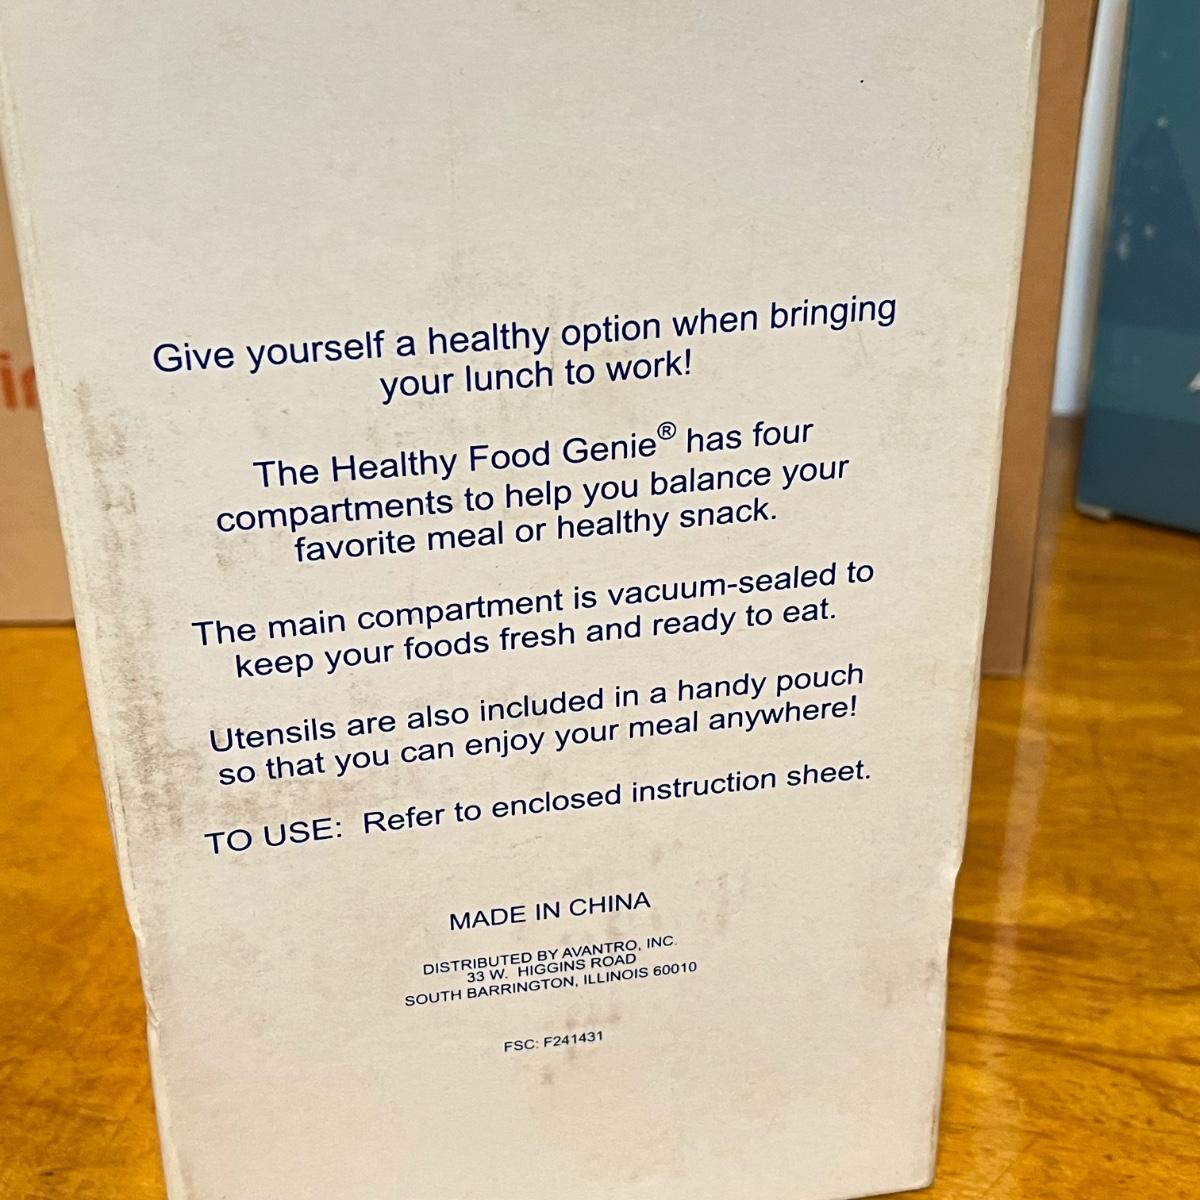 Give yourself a healthy option when bringing
your lunch to work!
The Healthy Food Genie® has four
compartments to help you balance your
favorite meal or healthy snack.
The main compartment is vacuum-sealed to
keep your foods fresh and ready to eat.
Utensils are also included in a handy pouch
so that you can enjoy your meal anywhere!
TO USE: Refer to enclosed instruction sheet.
MADE IN CHINA
DISTRIBUTED BY AVANTRO, INC.
33 W. HIGGINS ROAD
SOUTH BARRINGTON, ILLINOIS 60010
FSC: F241431